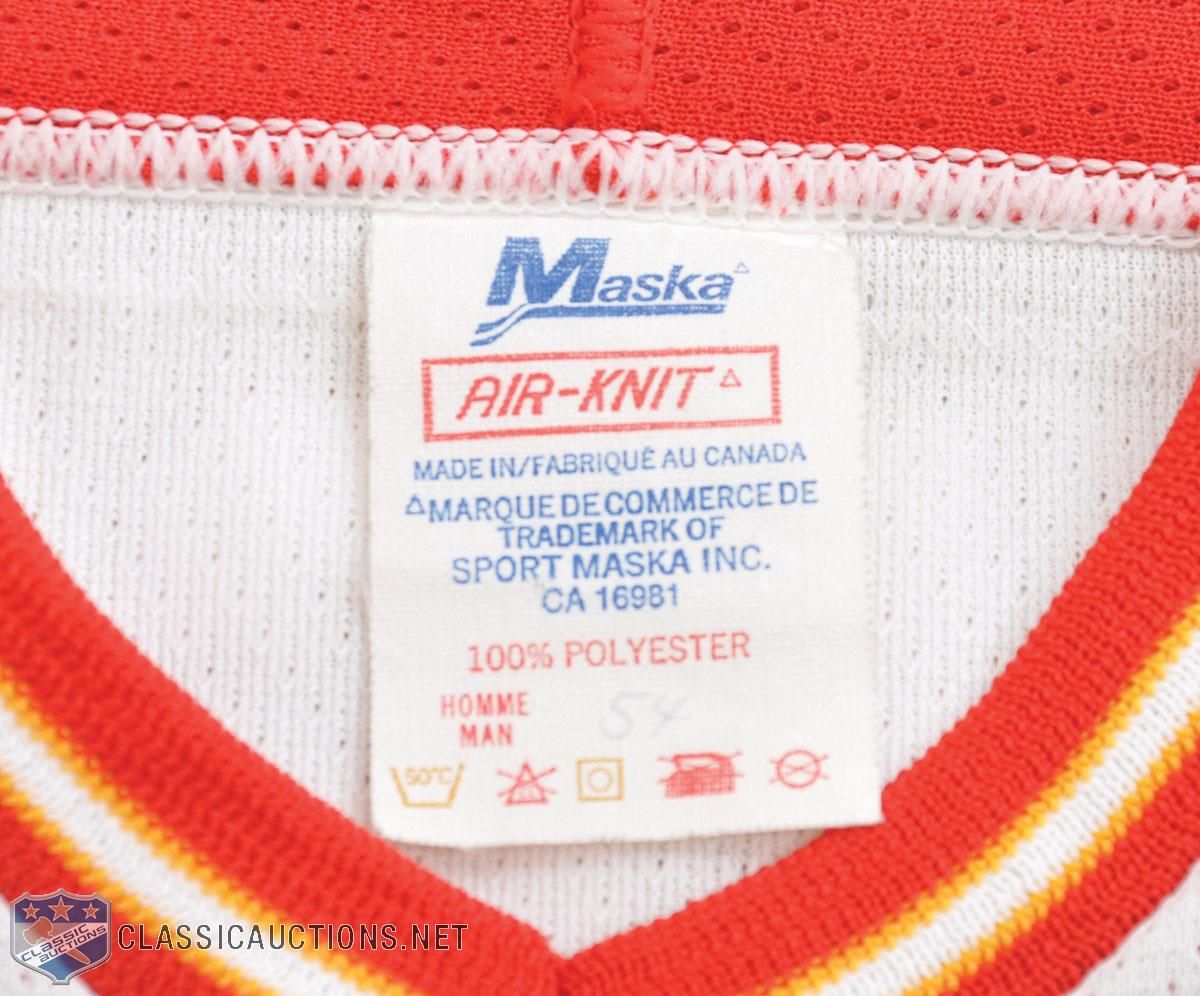 Maska
AIR-KNIT
MADE IN/FABRIQUÉ AU CANADA
△MARQUE DE COMMERCE DE
TRADEMARK OF
SPORT MASKA INC.
CA 16981
100% POLYESTER
HOMME
MAN
54
50°C
CLASSIC
AUCTIONS
CLASSICAUCTIONS.NET